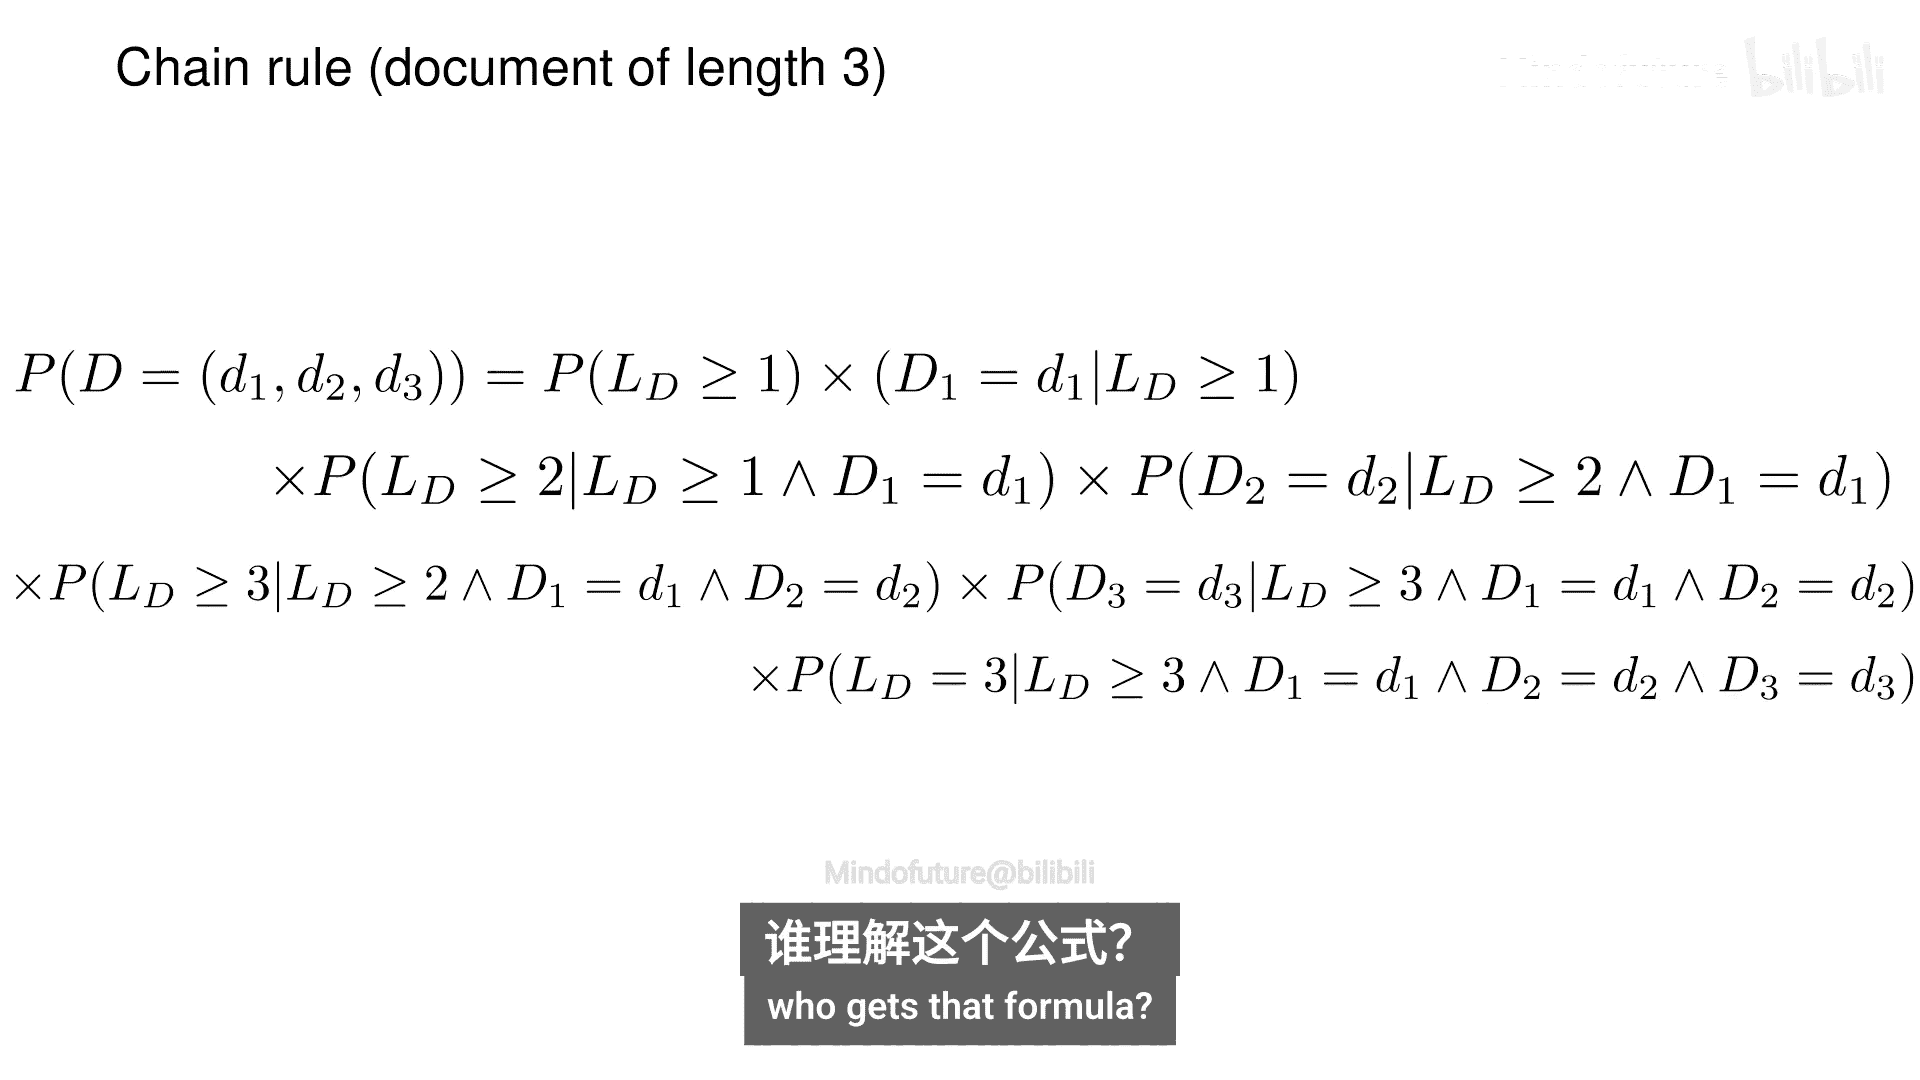 Chain rule (document of length 3)
bilibili
P(D = (d₁, d₂, d₃)) = P(L_D ≥ 1) × (D₁ = d₁|L_D ≥ 1)
×P(L_D ≥ 2|L_D ≥ 1 ∧ D₁ = d₁) × P(D₂ = d₂|L_D ≥ 2 ∧ D₁ = d₁)
×P(L_D ≥ 3|L_D ≥ 2 ∧ D₁ = d₁ ∧ D₂ = d₂) × P(D₃ = d₃|L_D ≥ 3 ∧ D₁ = d₁ ∧ D₂ = d₂)
×P(L_D = 3|L_D ≥ 3 ∧ D₁ = d₁ ∧ D₂ = d₂ ∧ D₃ = d₃)
Mindofuture@bilibili
谁理解这个公式？
who gets that formula?